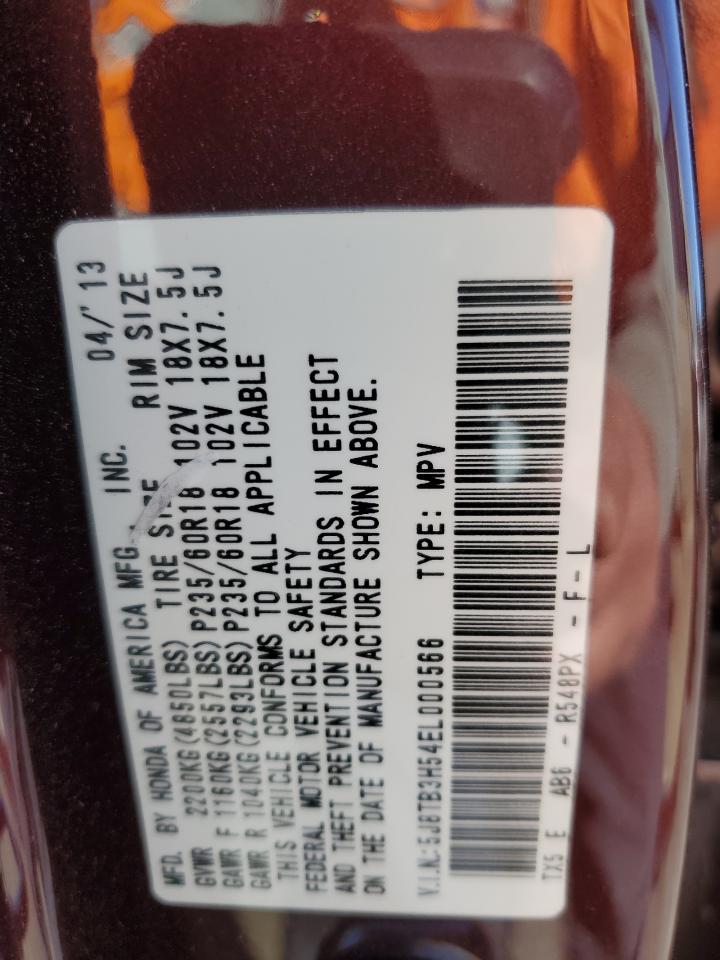 MFD. BY HONDA OF AMERICA MFG., INC. 04/'13
GVWR 2200KG(4850LBS) TIRE SIZE RIM SIZE
GAWR F 1160KG(2557LBS) P235/60R18 102V 18X7.5J
GAWR R 1040KG(2293LBS) P235/60R18 102V 18X7.5J
THIS VEHICLE CONFORMS TO ALL APPLICABLE
FEDERAL MOTOR VEHICLE SAFETY
AND THEFT PREVENTION STANDARDS IN EFFECT
ON THE DATE OF MANUFACTURE SHOWN ABOVE.
V.I.N.:5J8TB3H54EL000566 TYPE: MPV
TX5 E AB6 - R548PX - F - L